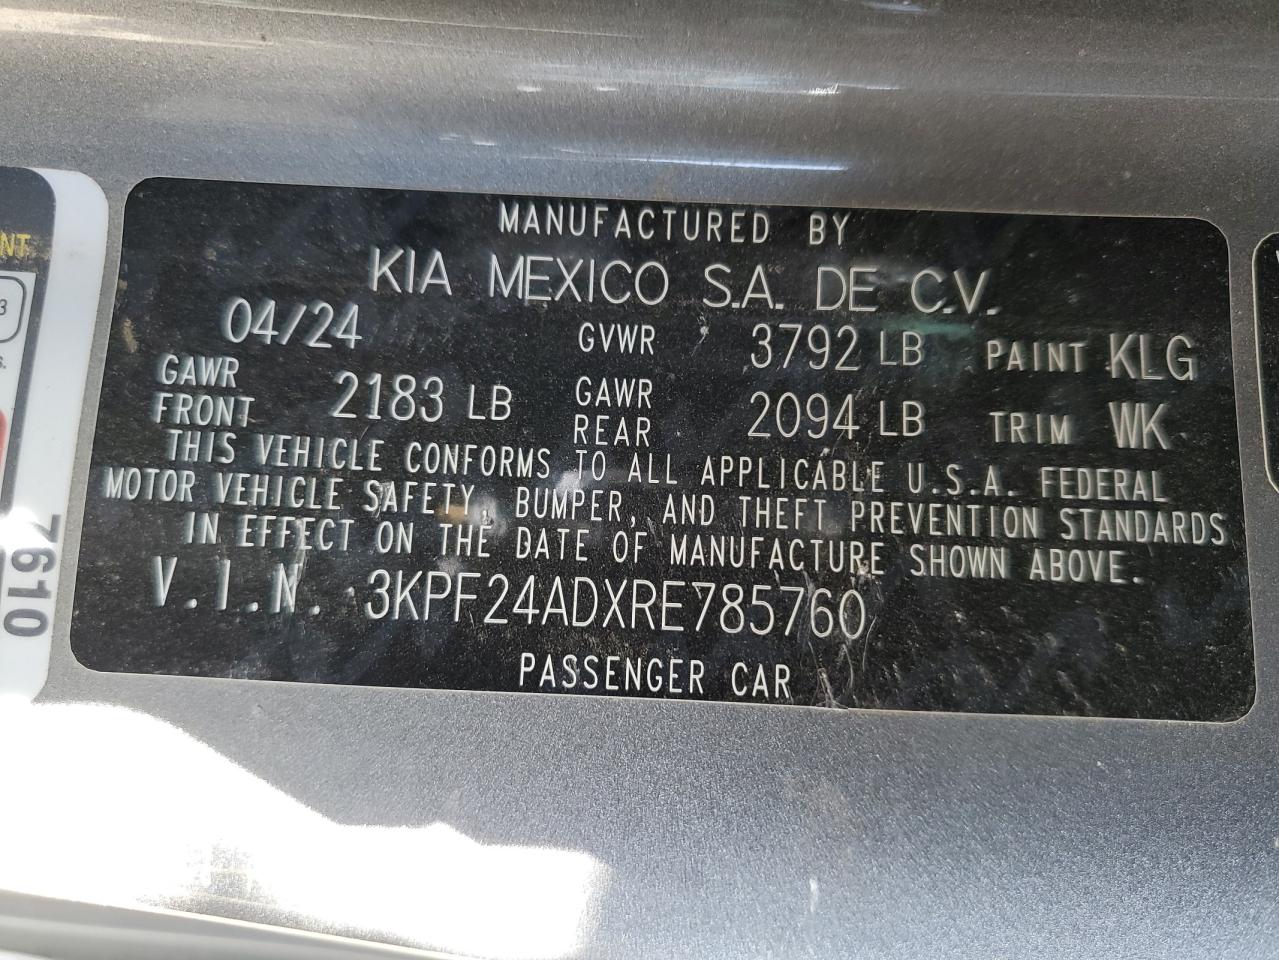 MANUFACTURED BY
KIA MEXICO S.A. DE C.V.
04/24 GVWR 3792 LB PAINT KLG
GAWR FRONT 2183 LB GAWR REAR 2094 LB TRIM WK
THIS VEHICLE CONFORMS TO ALL APPLICABLE U.S.A. FEDERAL
MOTOR VEHICLE SAFETY, BUMPER, AND THEFT PREVENTION STANDARDS
IN EFFECT ON THE DATE OF MANUFACTURE SHOWN ABOVE.
V.I.N. 3KPF24ADXRE785760
PASSENGER CAR
NT
3
s.
7610